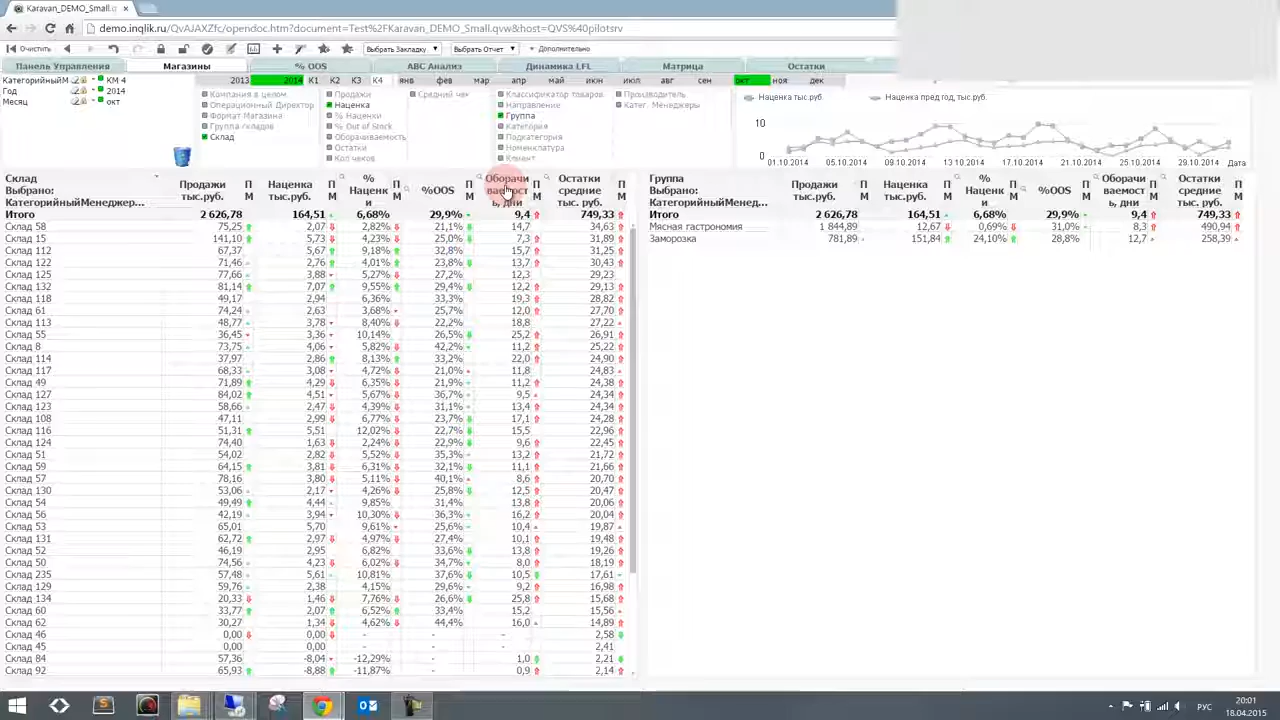 Karavan_DEMO_Small.q
demo.inqlik.ru/QvAJAXZfc/opendoc.htm?document=Test%2FKaravan_DEMO_Small.qvw&host=QVS%40pilotsrv
Очистить Назад Вперед Выбрать Закладку Выбрать Отчет Дополнительно
Панель Управления Магазины % OOS ABC Анализ Динамика LFL Матрица Остатки
КатегорийныйМ КМ 4 2013 2014 К1 К2 К3 К4 янв фев мар апр май июн июл авг сен окт ноя дек
Год 2014
Месяц окт
Компания в целом Продажи Средний чек Классификатор товаров Производитель
Операционный Директор Наценка Направление Катег. Менеджеры
Формат Магазина % Наценки Группа
Группа складов % Out of Stock Категория
Склад Оборачиваемость Подкатегория
Остатки Номенклатура
Кол чеков Клиент
Наценка тыс.руб. Наценка пред год, тыс.руб.
10
0
01.10.2014 05.10.2014 09.10.2014 13.10.2014 17.10.2014 21.10.2014 25.10.2014 29.10.2014 Дата
Склад Выбрано: КатегорийныйМенеджер... Продажи тыс.руб. П М Наценка тыс.руб. П М % Наценки П М %OOS П М Оборачиваемость, дни П М Остатки средние тыс. руб. П М
Итого 2 626,78 164,51 6,68% 29,9% 9,4 749,33
Склад 58 75,25 2,07 2,82% 21,1% 14,7 34,63
Склад 15 141,10 5,73 4,23% 25,0% 7,3 31,89
Склад 112 67,37 5,67 9,18% 32,8% 15,7 31,25
Склад 122 71,46 2,76 4,01% 23,8% 13,7 30,43
Склад 125 77,66 3,88 5,27% 27,2% 12,3 29,23
Склад 132 81,14 7,07 9,55% 29,4% 12,2 29,13
Склад 118 49,17 2,94 6,36% 33,3% 19,3 28,82
Склад 61 74,24 2,63 3,68% 25,7% 12,0 27,70
Склад 113 48,77 3,78 8,40% 22,2% 18,8 27,22
Склад 55 36,45 3,36 10,14% 26,5% 25,2 26,91
Склад 8 73,75 4,06 5,82% 42,2% 11,2 25,22
Склад 114 37,97 2,86 8,13% 33,2% 22,0 24,90
Склад 117 68,33 3,08 4,72% 21,0% 11,8 24,83
Склад 49 71,89 4,29 6,35% 21,9% 11,2 24,38
Склад 127 84,02 4,51 5,67% 36,7% 9,5 24,34
Склад 123 58,66 2,47 4,39% 31,1% 13,4 24,34
Склад 108 47,11 2,99 6,77% 23,7% 17,1 24,28
Склад 116 51,31 5,51 12,02% 22,7% 15,5 22,96
Склад 124 74,40 1,63 2,24% 22,9% 9,6 22,45
Склад 51 54,02 2,82 5,52% 35,3% 13,2 21,72
Склад 59 64,15 3,81 6,31% 32,1% 11,1 21,66
Склад 57 78,16 3,80 5,11% 40,1% 8,6 20,70
Склад 130 53,06 2,17 4,26% 25,8% 12,5 20,47
Склад 54 49,49 4,44 9,85% 31,4% 13,8 20,06
Склад 56 42,19 3,94 10,30% 36,3% 16,2 20,04
Склад 53 65,01 5,70 9,61% 25,6% 10,4 19,87
Склад 131 62,72 2,97 4,97% 27,4% 10,1 19,48
Склад 52 46,19 2,95 6,82% 33,6% 13,8 19,26
Склад 50 74,56 4,23 6,02% 34,7% 8,0 18,19
Склад 235 57,48 5,61 10,81% 37,6% 10,5 17,61
Склад 129 59,76 2,38 4,15% 29,6% 9,2 16,98
Склад 134 20,33 1,46 7,76% 26,6% 25,8 15,68
Склад 60 33,77 2,07 6,52% 33,4% 15,2 15,56
Склад 62 30,27 1,34 4,62% 44,4% 16,0 14,89
Склад 46 0,00 0,00 - - - 2,58
Склад 45 0,00 0,00 - - - 2,41
Склад 84 57,36 -8,04 -12,29% - 1,0 2,21
Склад 92 65,93 -8,88 -11,87% - 0,9 2,14
Группа Выбрано: КатегорийныйМенедж... Продажи тыс.руб. П М Наценка тыс.руб. П М % Наценки П М %OOS П М Оборачиваемость, дни П М Остатки средние тыс. руб. П М
Итого 2 626,78 164,51 6,68% 29,9% 9,4 749,33
Мясная гастрономия 1 844,89 12,67 0,69% 31,0% 8,3 490,94
Заморозка 781,89 151,84 24,10% 28,8% 12,7 258,39
РУС
20:01
18.04.2015